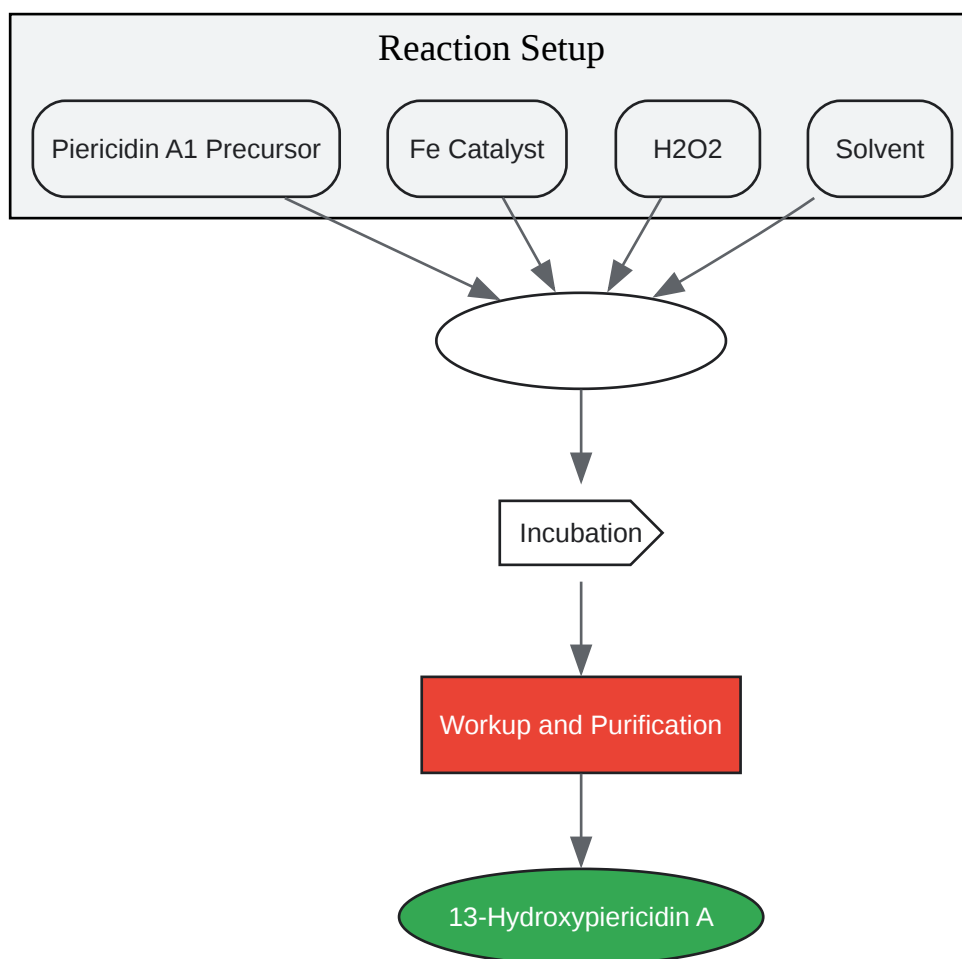 Reaction Setup
Piericidin A1 Precursor
Fe Catalyst
H2O2
Solvent
Incubation
Workup and Purification
13-Hydroxypiericidin A